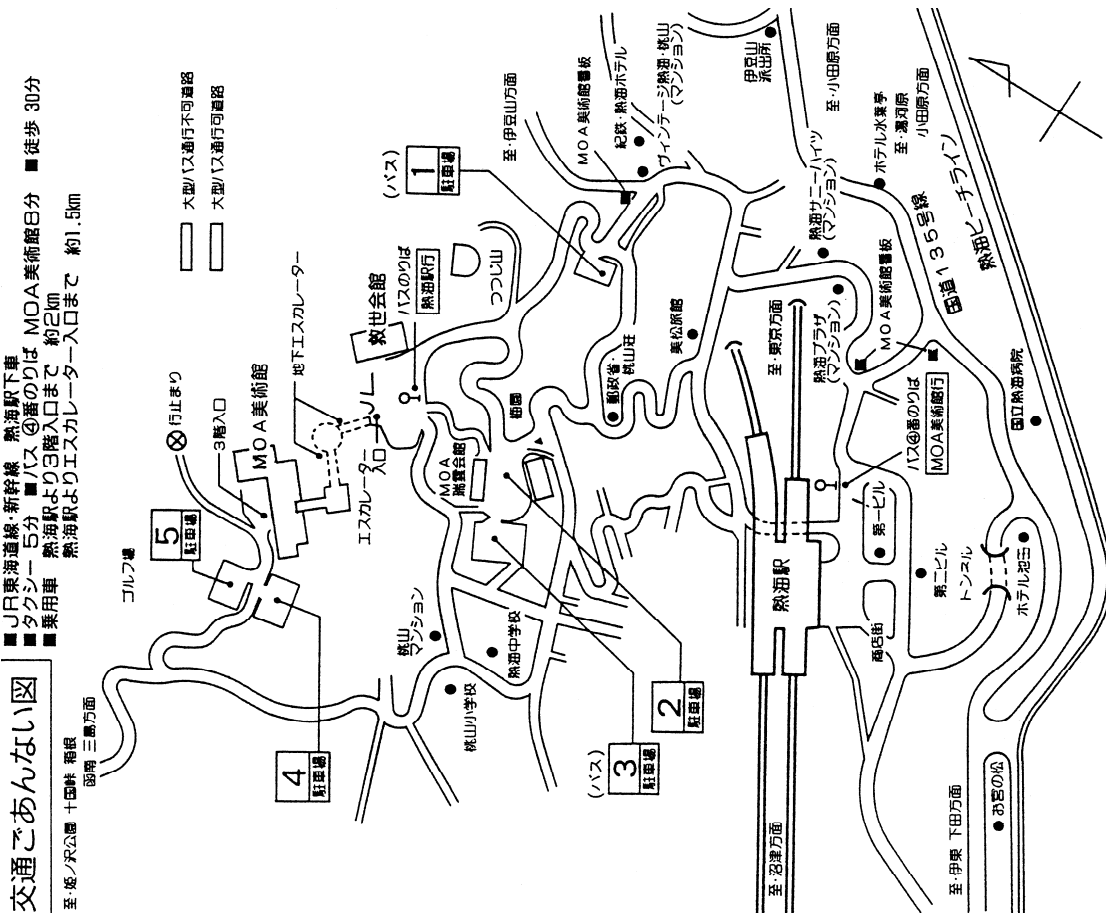 交通ごあんない図
■JR東海道線・新幹線 熱海駅下車
■タクシー 5分 ■バス ④番のりば MOA美術館 8分 ■徒歩 30分
■乗用車 熱海駅より3階入口まで 約2km
熱海駅よりエスカレーター入口まで 約1.5km
大型バス通行不可道路
大型バス通行可道路
至・姫ノ沢公園 十国峠 箱根
函南 三島方面
ゴルフ場
5
駐車場
行止まり
3階入口
MOA美術館
地下エスカレーター
エスカレーター
入口
救世会館
バスのりば
熱海駅行
つつじ山
(バス)
1
駐車場
至・伊豆山方面
MOA美術館看板
紀鉄・熱海ホテル
ヴィンテージ熱海・桃山
(マンション)
伊豆山
派出所
至・小田原方面
4
駐車場
桃山
マンション
桃山小学校
熱海中学校
MOA
瑞雲会館
梅園
郵政省・
桃山荘
美松旅館
(バス)
3
駐車場
2
駐車場
至・東京方面
熱海サニーハイツ
(マンション)
熱海プラザ
(マンション)
MOA美術館看板
ホテル水葉亭
至・湯河原
小田原方面
国道135号線
熱海ビーチライン
熱海駅
バス④番のりば
MOA美術館行
第一ビル
第二ビル
商店街
トンネル
ホテル池田
国立熱海病院
至・沼津方面
至・伊東 下田方面
お宮の松